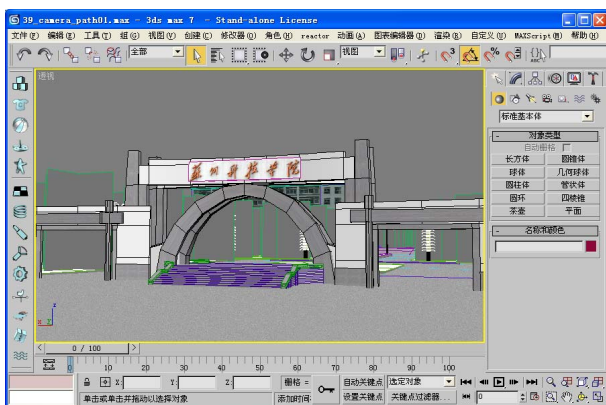 39_camera_path01.max - 3ds max 7 - Stand-alone License
文件(F) 编辑(E) 工具(T) 组(G) 视图(V) 创建(C) 修改器(O) 角色(H) reactor 动画(A) 图表编辑器(D) 渲染(R) 自定义(U) MAXScript(M) 帮助(H)
全部 视图
透视
苏州科技学院
标准基本体
- 对象类型
自动栅格
长方体 圆锥体
球体 几何球体
圆柱体 管状体
圆环 四棱锥
茶壶 平面
- 名称和颜色
z
x
< 0 / 100 >
0 10 20 30 40 50 60 70 80 90 100
X: Y: Z: 栅格 = 自动关键点 选定对象
单击或单击并拖动以选择对象 添加时间 设置关键点 关键点过滤器... 0